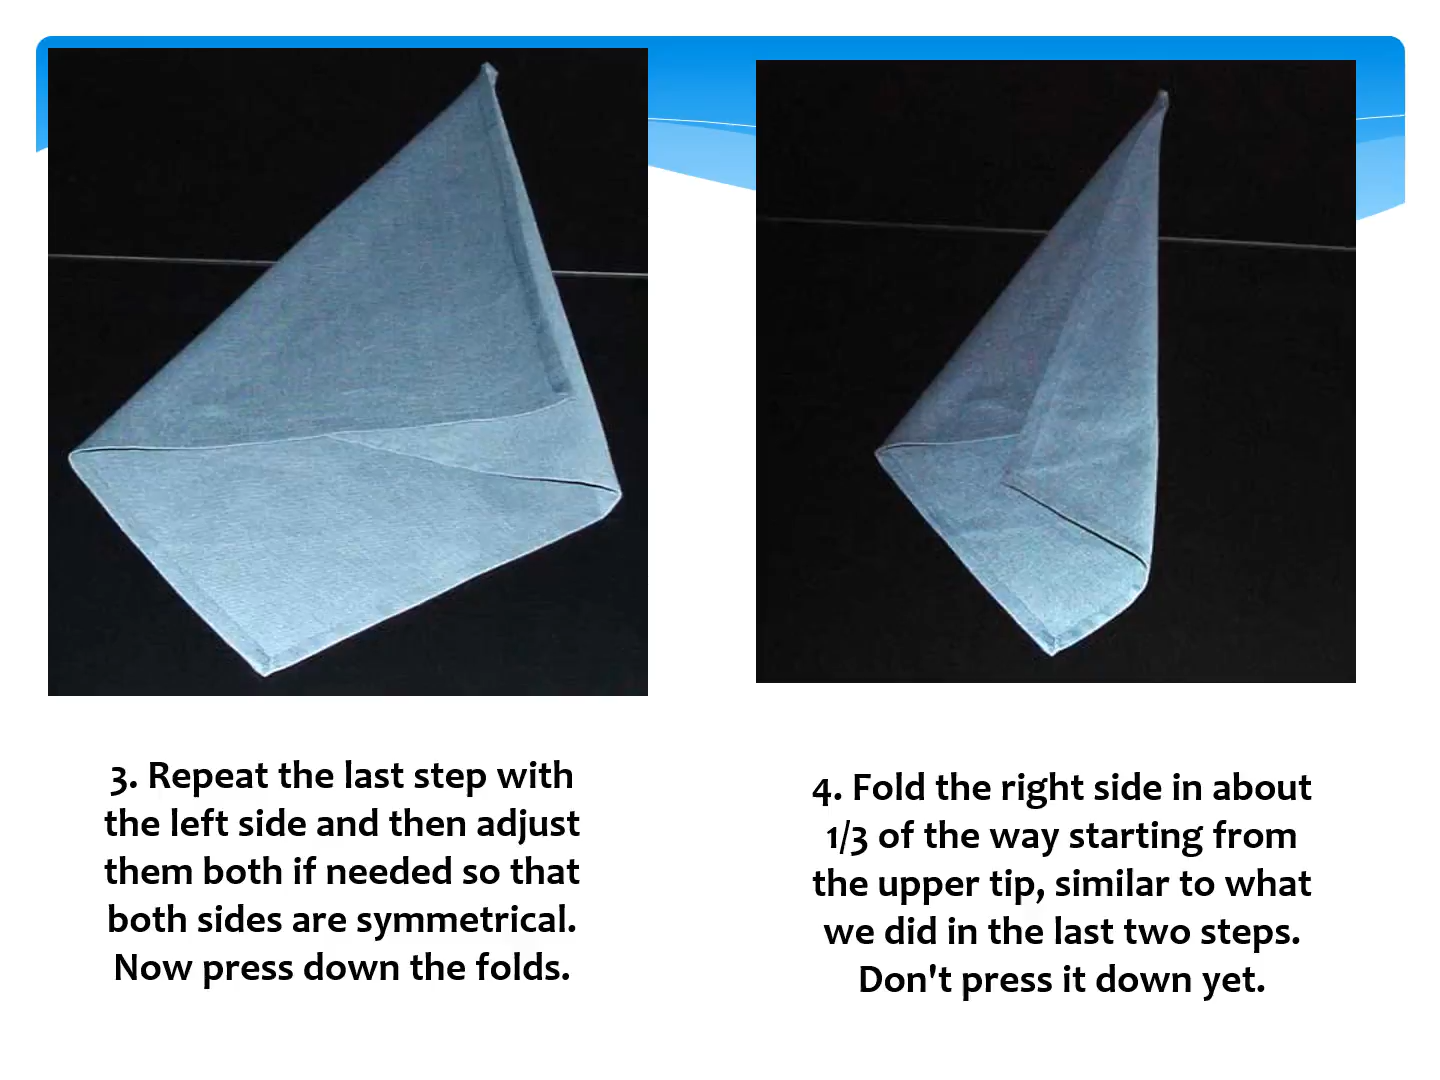 3. Repeat the last step with
the left side and then adjust
them both if needed so that
both sides are symmetrical.
Now press down the folds.
4. Fold the right side in about
1/3 of the way starting from
the upper tip, similar to what
we did in the last two steps.
Don't press it down yet.